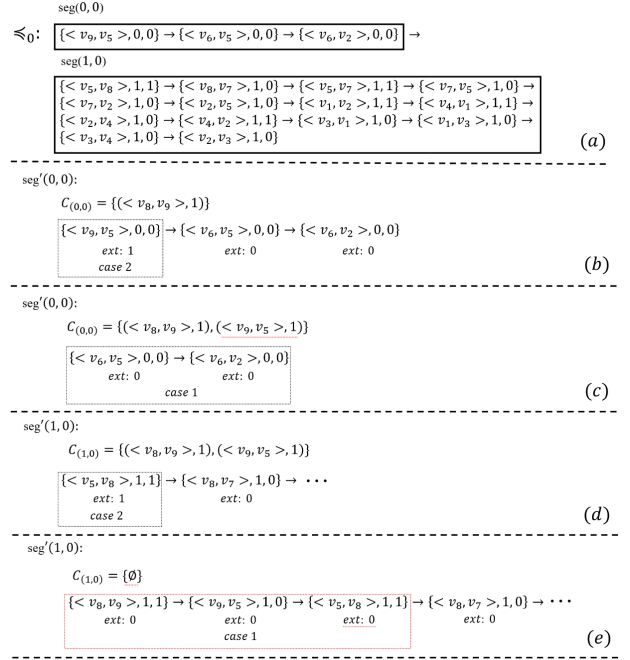 seg(0, 0)
≼₀: {< v₉, v₅ >, 0, 0} → {< v₆, v₅ >, 0, 0} → {< v₆, v₂ >, 0, 0} →
seg(1, 0)
{< v₅, v₈ >, 1, 1} → {< v₈, v₇ >, 1, 0} → {< v₅, v₇ >, 1, 1} → {< v₇, v₅ >, 1, 0} →
{< v₇, v₂ >, 1, 0} → {< v₂, v₅ >, 1, 0} → {< v₁, v₂ >, 1, 1} → {< v₄, v₁ >, 1, 1} →
{< v₂, v₄ >, 1, 0} → {< v₄, v₂ >, 1, 1} → {< v₃, v₁ >, 1, 0} → {< v₁, v₃ >, 1, 0} →
{< v₃, v₄ >, 1, 0} → {< v₂, v₃ >, 1, 0}
(a)
seg′(0, 0):
C₍₀,₀₎ = {(< v₈, v₉ >, 1)}
{< v₉, v₅ >, 0, 0} → {< v₆, v₅ >, 0, 0} → {< v₆, v₂ >, 0, 0}
ext: 1 ext: 0 ext: 0
case 2
(b)
seg′(0, 0):
C₍₀,₀₎ = {(< v₈, v₉ >, 1), (< v₉, v₅ >, 1)}
{< v₆, v₅ >, 0, 0} → {< v₆, v₂ >, 0, 0}
ext: 0 ext: 0
case 1
(c)
seg′(1, 0):
C₍₁,₀₎ = {(< v₈, v₉ >, 1), (< v₉, v₅ >, 1)}
{< v₅, v₈ >, 1, 1} → {< v₈, v₇ >, 1, 0} → ⋯
ext: 1 ext: 0
case 2
(d)
seg′(1, 0):
C₍₁,₀₎ = {∅}
{< v₈, v₉ >, 1, 1} → {< v₉, v₅ >, 1, 0} → {< v₅, v₈ >, 1, 1} → {< v₈, v₇ >, 1, 0} → ⋯
ext: 0 ext: 0 ext: 0 ext: 0
case 1
(e)